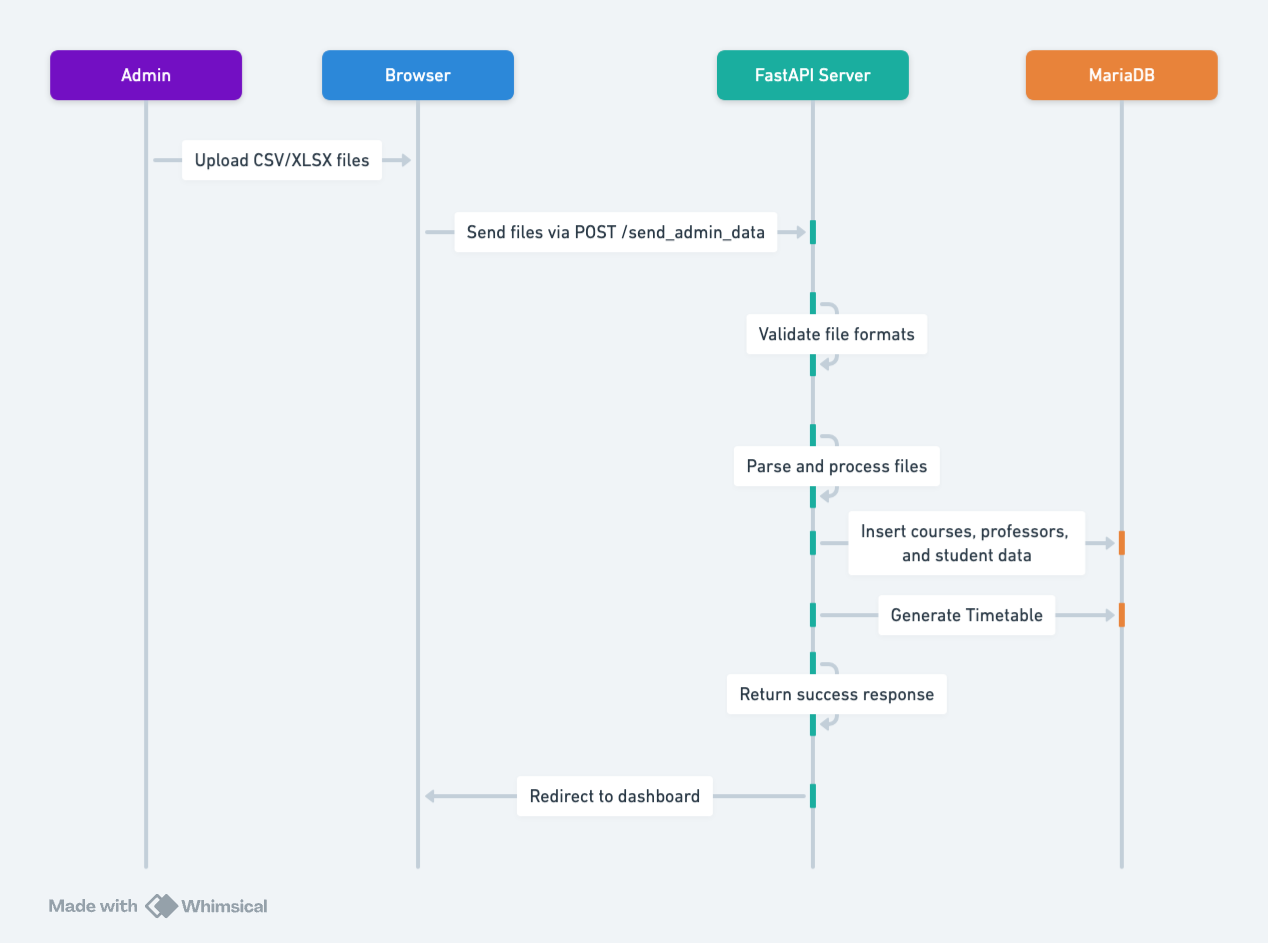 Admin
Browser
FastAPI Server
MariaDB
Upload CSV/XLSX files
Send files via POST /send_admin_data
Validate file formats
Parse and process files
Insert courses, professors,
and student data
Generate Timetable
Return success response
Redirect to dashboard
Made with Whimsical